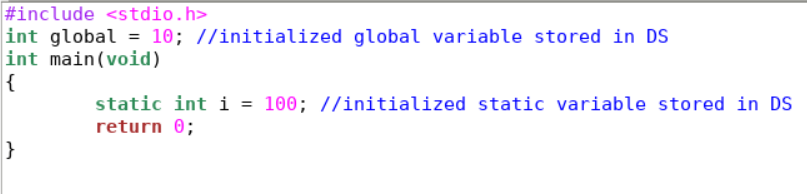 #include <stdio.h>
int global = 10; //initialized global variable stored in DS
int main(void)
{
static int i = 100; //initialized static variable stored in DS
return 0;
}